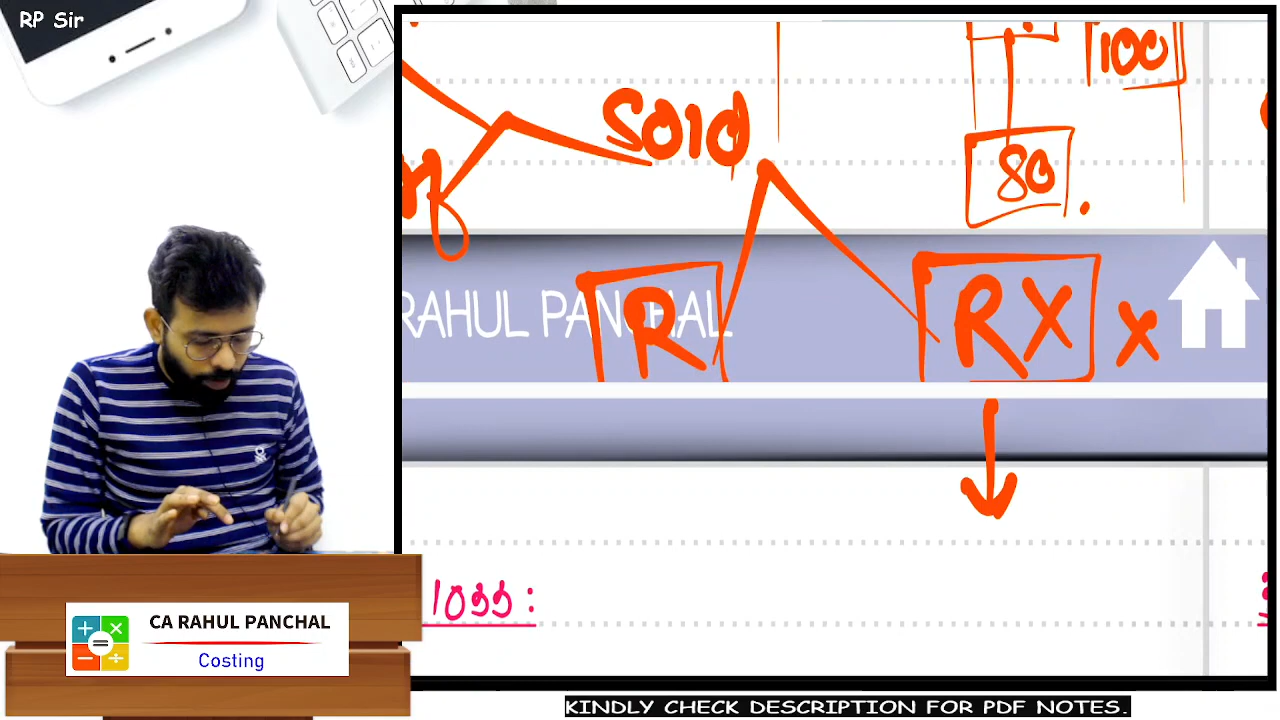 RP Sir
100
Sold
80
RAHUL PANCHAL
R
RX x
loss:
CA RAHUL PANCHAL
Costing
KINDLY CHECK DESCRIPTION FOR PDF NOTES.